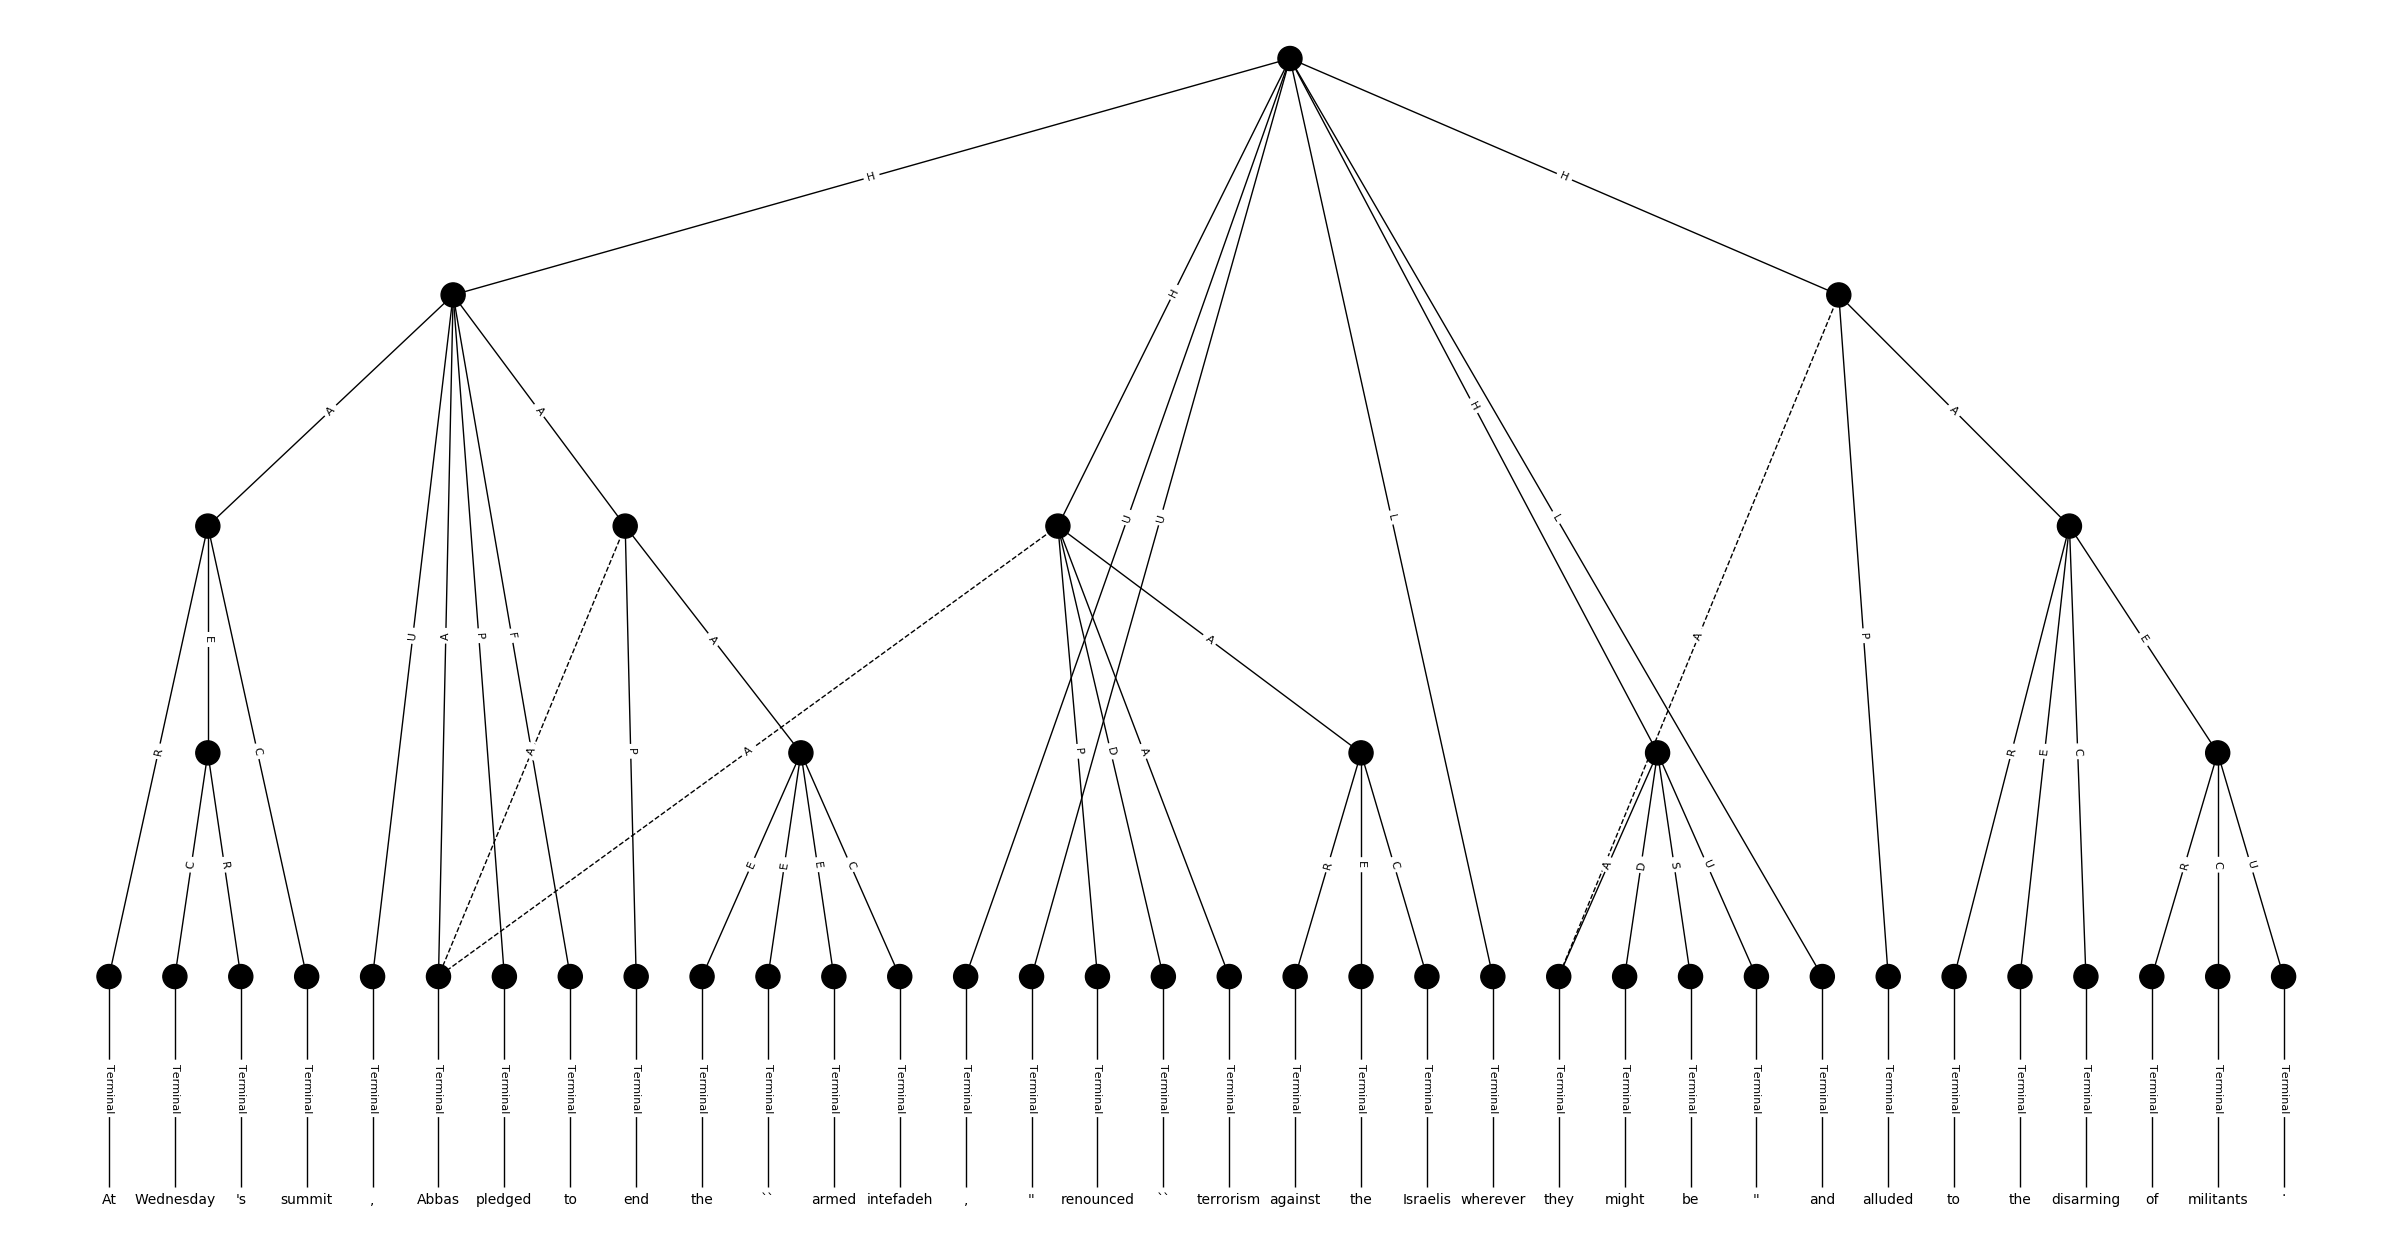 H H
H
A A H A
U U L L
E U A P F A A A P E
R C A P A P D A R E C
C R E E E C R E C A D S U R C U
Terminal Terminal Terminal Terminal Terminal Terminal Terminal Terminal Terminal Terminal Terminal Terminal Terminal Terminal Terminal Terminal Terminal Terminal Terminal Terminal Terminal Terminal Terminal Terminal Terminal Terminal Terminal Terminal Terminal Terminal Terminal Terminal Terminal Terminal
At Wednesday 's summit , Abbas pledged to end the `` armed intefadeh , " renounced `` terrorism against the Israelis wherever they might be " and alluded to the disarming of militants .